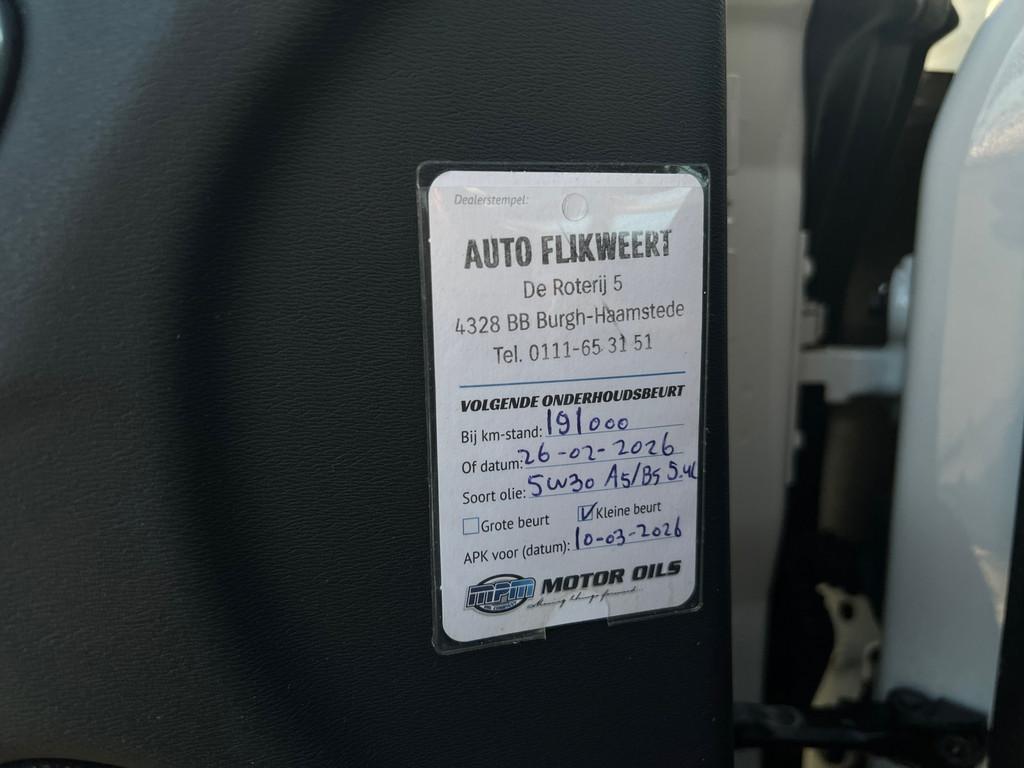 Dealerstempel:
AUTO FLIKWEERT
De Roterij 5
4328 BB Burgh-Haamstede
Tel. 0111-65 31 51
VOLGENDE ONDERHOUDSBEURT
Bij km-stand: 191000
Of datum: 26-02-2026
Soort olie: 5W30 A5/B5 5.4L
Grote beurt Kleine beurt
APK voor (datum): 10-03-2026
MPM MOTOR OILS